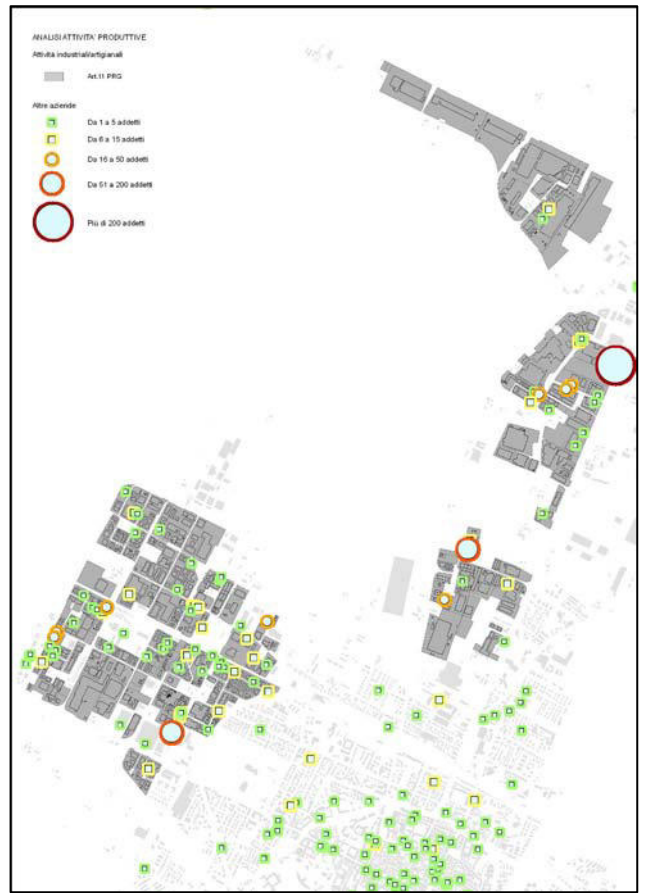 ANALISI ATTIVITA' PRODUTTIVE
Attività industriali/artigianali
Art.11 PRG
Altre aziende
Da 1 a 5 addetti
Da 6 a 15 addetti
Da 16 a 50 addetti
Da 51 a 200 addetti
Più di 200 addetti